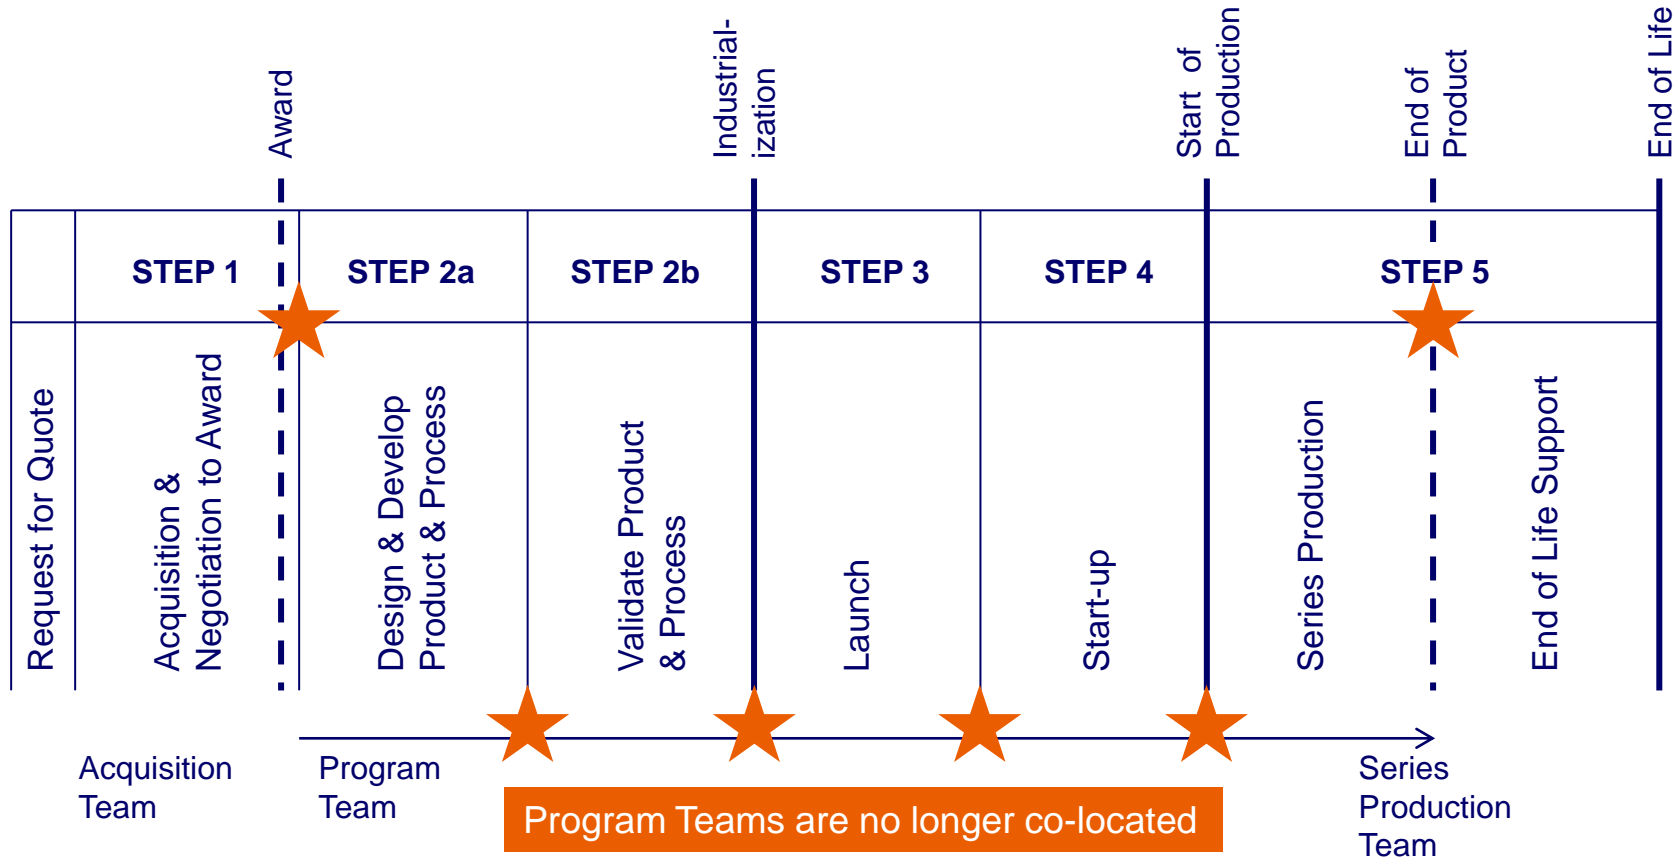 Award
Industrial-
ization
Start of
Production
End of
Product
End of Life
STEP 1
STEP 2a
STEP 2b
STEP 3
STEP 4
STEP 5
Request for Quote
Acquisition &
Negotiation to Award
Design & Develop
Product & Process
Validate Product
& Process
Launch
Start-up
Series Production
End of Life Support
Acquisition
Team
Program
Team
Series
Production
Team
Program Teams are no longer co-located